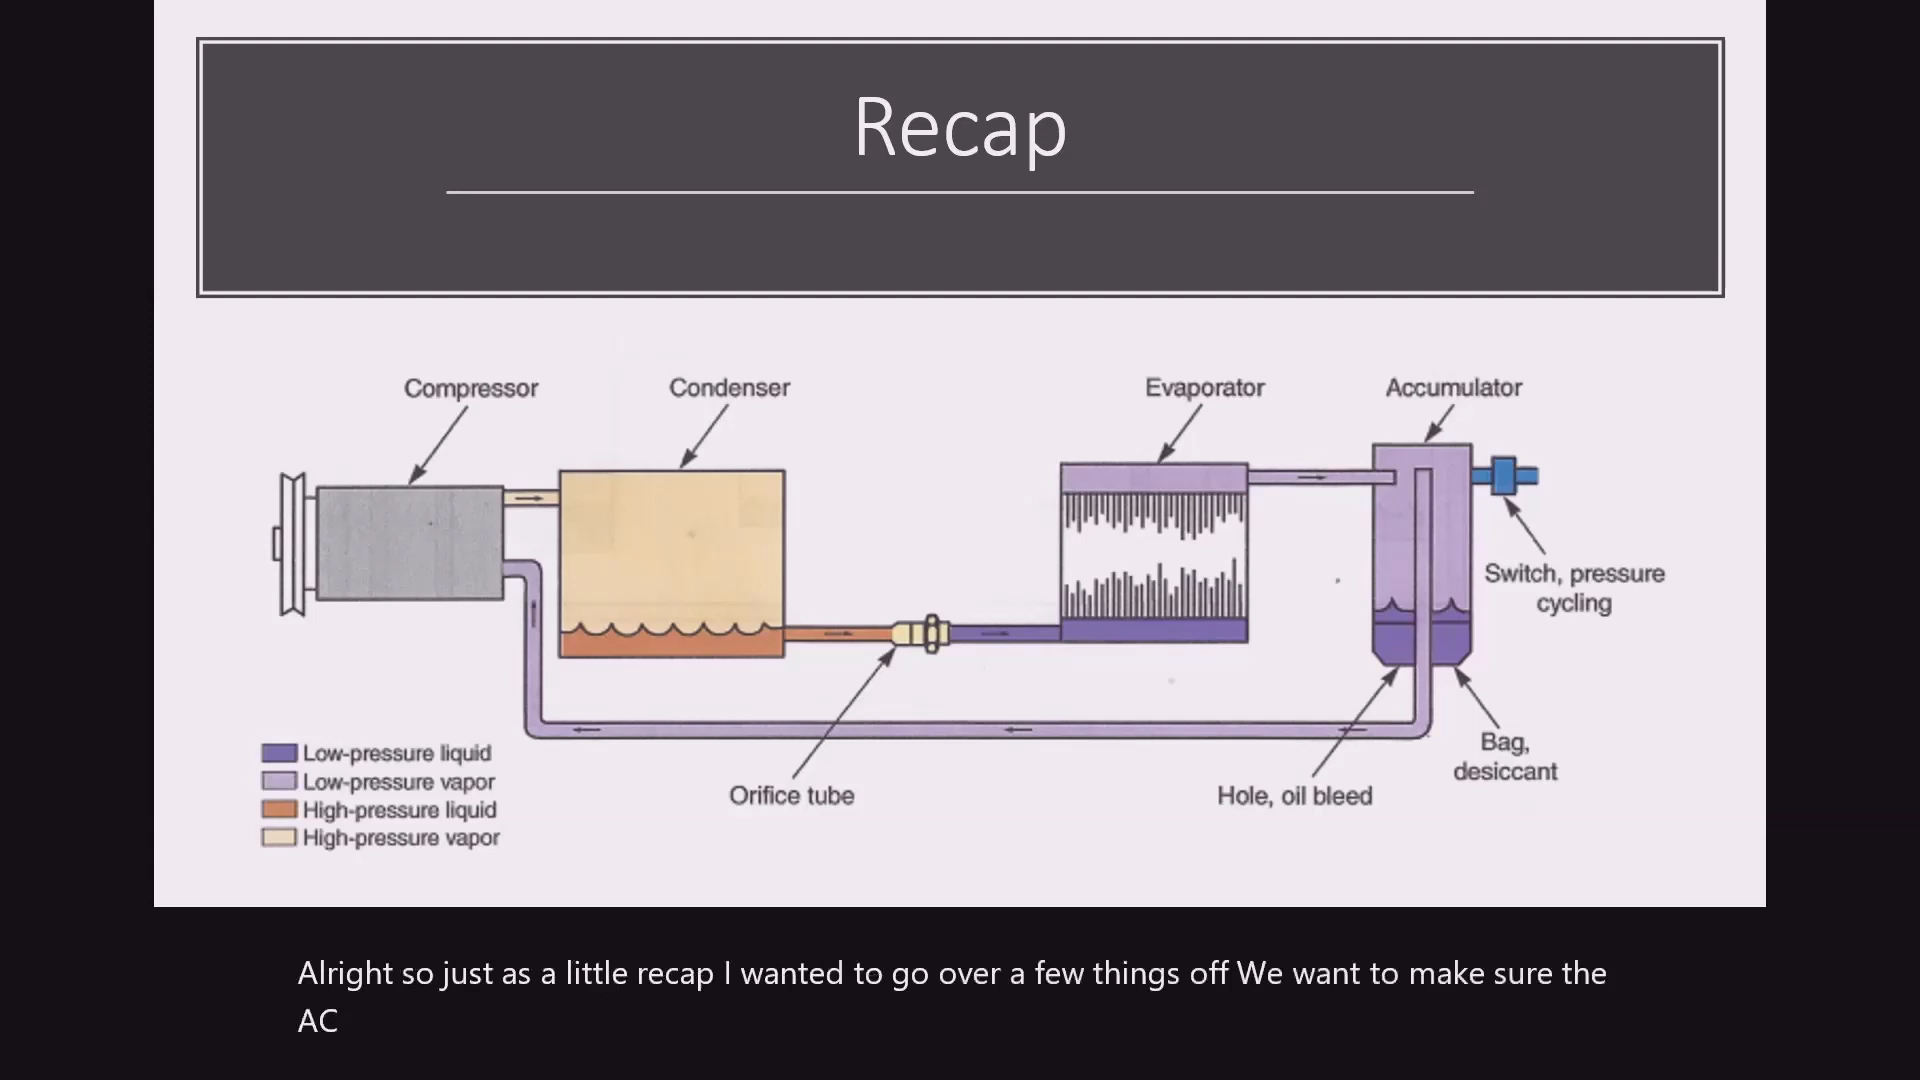 Recap
Compressor
Condenser
Evaporator
Accumulator
Switch, pressure
cycling
Bag,
desiccant
Hole, oil bleed
Orifice tube
Low-pressure liquid
Low-pressure vapor
High-pressure liquid
High-pressure vapor
Alright so just as a little recap I wanted to go over a few things off We want to make sure the
AC